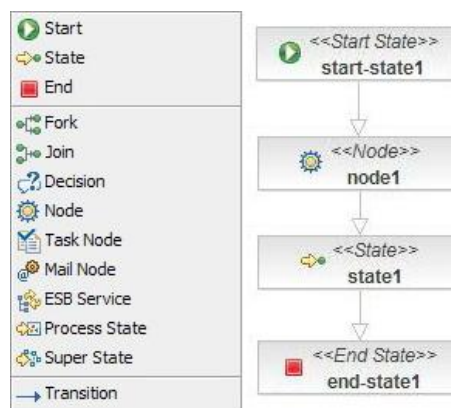 Start
State
End
Fork
Join
Decision
Node
Task Node
Mail Node
ESB Service
Process State
Super State
Transition
<<Start State>>
start-state1
<<Node>>
node1
<<State>>
state1
<<End State>>
end-state1